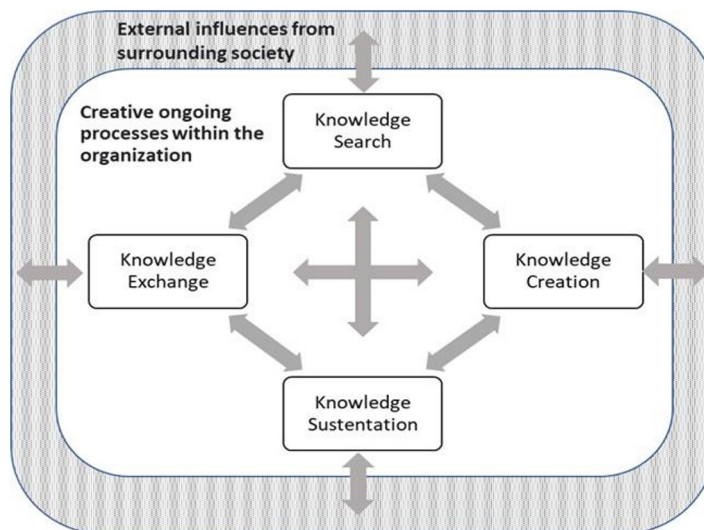 External influences from
surrounding society
Creative ongoing
processes within the
organization
Knowledge
Search
Knowledge
Exchange
Knowledge
Creation
Knowledge
Sustentation